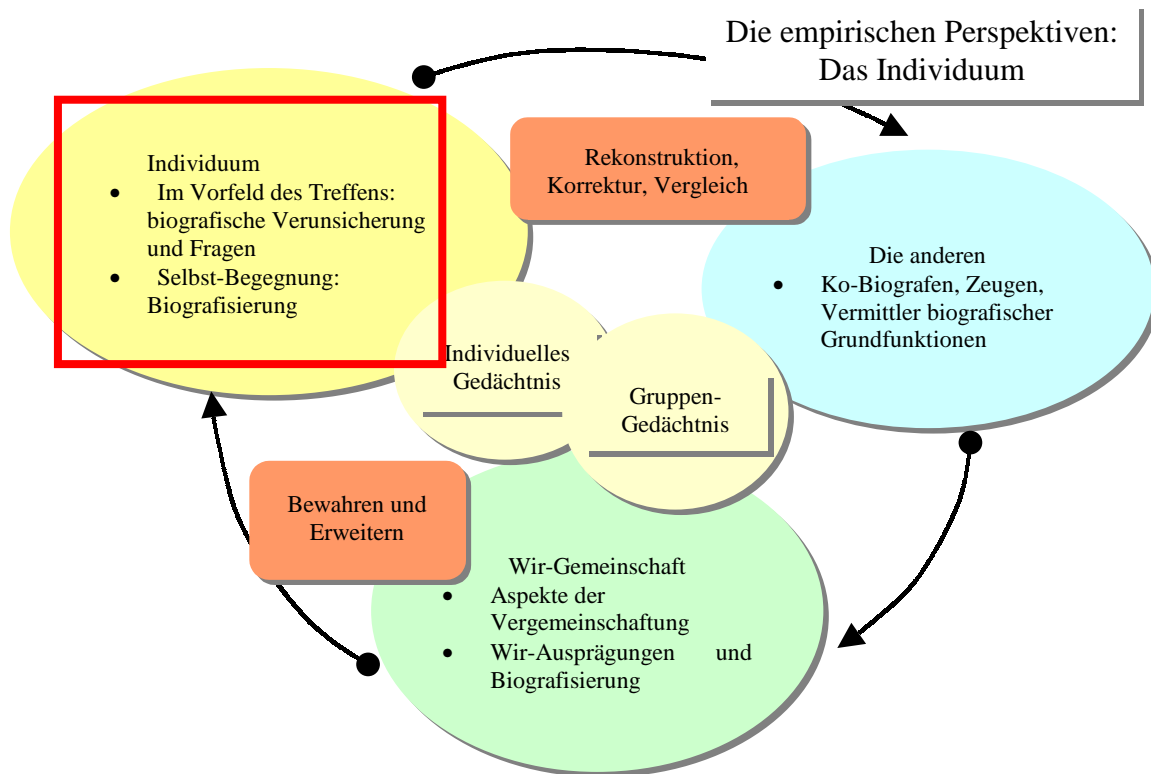 Die empirischen Perspektiven:
Das Individuum
Individuum
• Im Vorfeld des Treffens:
biografische Verunsicherung
und Fragen
• Selbst-Begegnung:
Biografisierung
Rekonstruktion,
Korrektur, Vergleich
Die anderen
• Ko-Biografen, Zeugen,
Vermittler biografischer
Grundfunktionen
Individuelles
Gedächtnis
Gruppen-
Gedächtnis
Bewahren und
Erweitern
Wir-Gemeinschaft
• Aspekte der
Vergemeinschaftung
• Wir-Ausprägungen und
Biografisierung